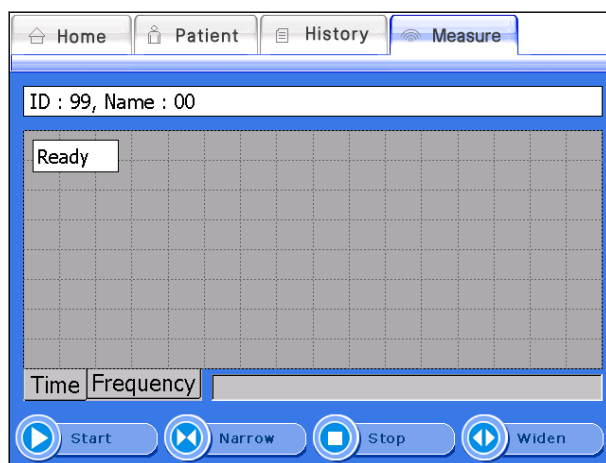 Home Patient History Measure
ID : 99, Name : 00
Ready
Time Frequency
Start Narrow Stop Widen